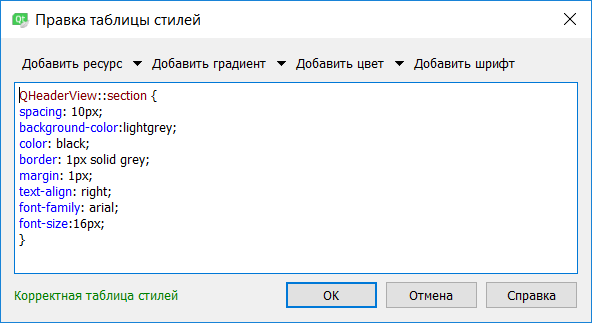 Qt Правка таблицы стилей
Добавить ресурс Добавить градиент Добавить цвет Добавить шрифт
QHeaderView::section {
spacing: 10px;
background-color:lightgrey;
color: black;
border: 1px solid grey;
margin: 1px;
text-align: right;
font-family: arial;
font-size:16px;
}
Корректная таблица стилей OK Отмена Справка